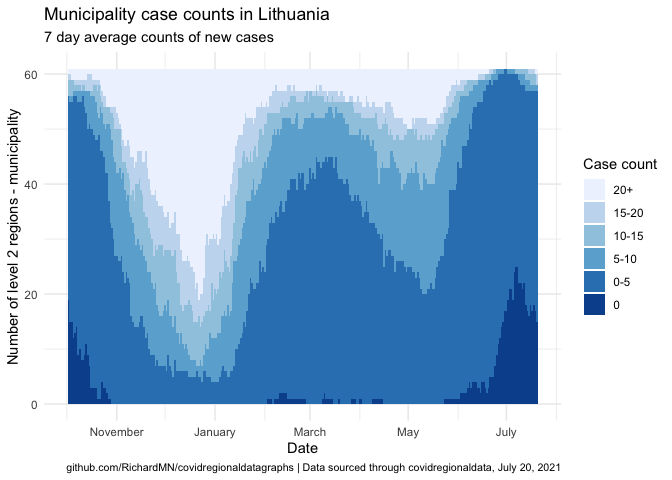 Municipality case counts in Lithuania
7 day average counts of new cases
Number of level 2 regions - municipality
60
40
20
0
November January March May July
Date
Case count
20+
15-20
10-15
5-10
0-5
0
github.com/RichardMN/covidregionaldatagraphs | Data sourced through covidregionaldata, July 20, 2021